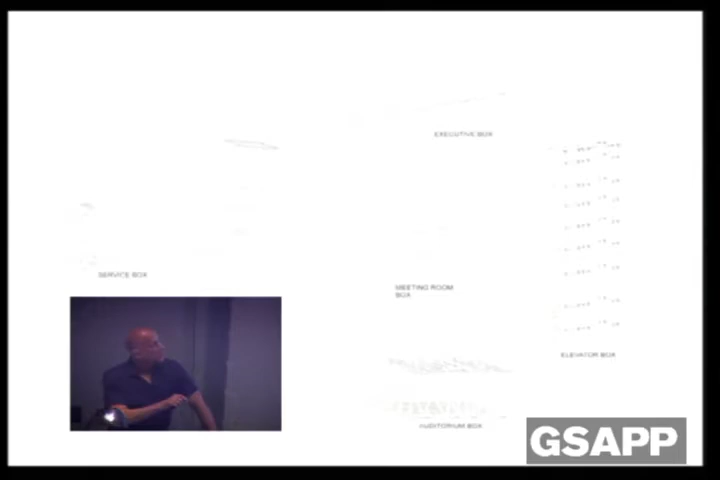 EXECUTIVE BOX
SERVICE BOX
MEETING ROOM
BOX
ELEVATOR BOX
AUDITORIUM BOX
GSAPP